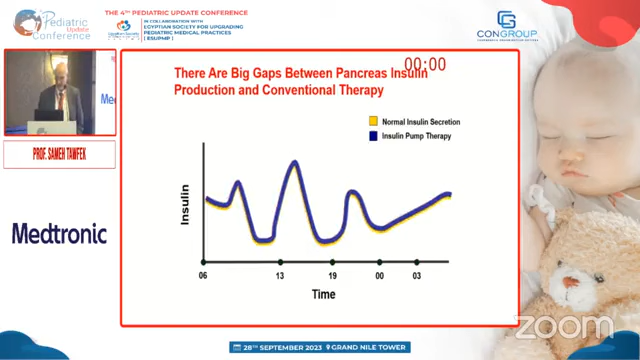 Pediatric
Update
Conference
THE 4TH PEDIATRIC UPDATE CONFERENCE
IN COLLABORATION WITH
EGYPTIAN SOCIETY FOR UPGRADING
PEDIATRIC MEDICAL PRACTICES
( ESUPMP )
CONGROUP
There Are Big Gaps Between Pancreas Insulin
Production and Conventional Therapy
00:00
Normal Insulin Secretion
Insulin Pump Therapy
Insulin
06
13
19
00
03
Time
PROF. SAMEH TAWFEK
Medtronic
zoom
28TH SEPTEMBER 2023
GRAND NILE TOWER